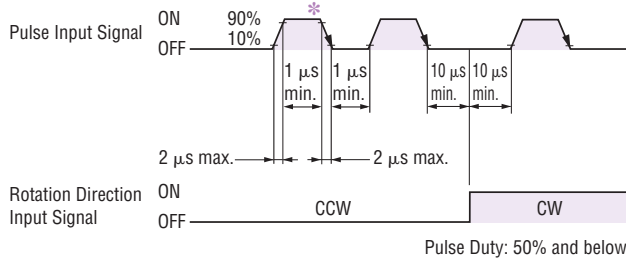 Pulse Input Signal
ON
OFF
90%
10%
*
1 μs
min.
1 μs
min.
10 μs
min.
10 μs
min.
2 μs max.
2 μs max.
Rotation Direction
Input Signal
ON
OFF
CCW
CW
Pulse Duty: 50% and below